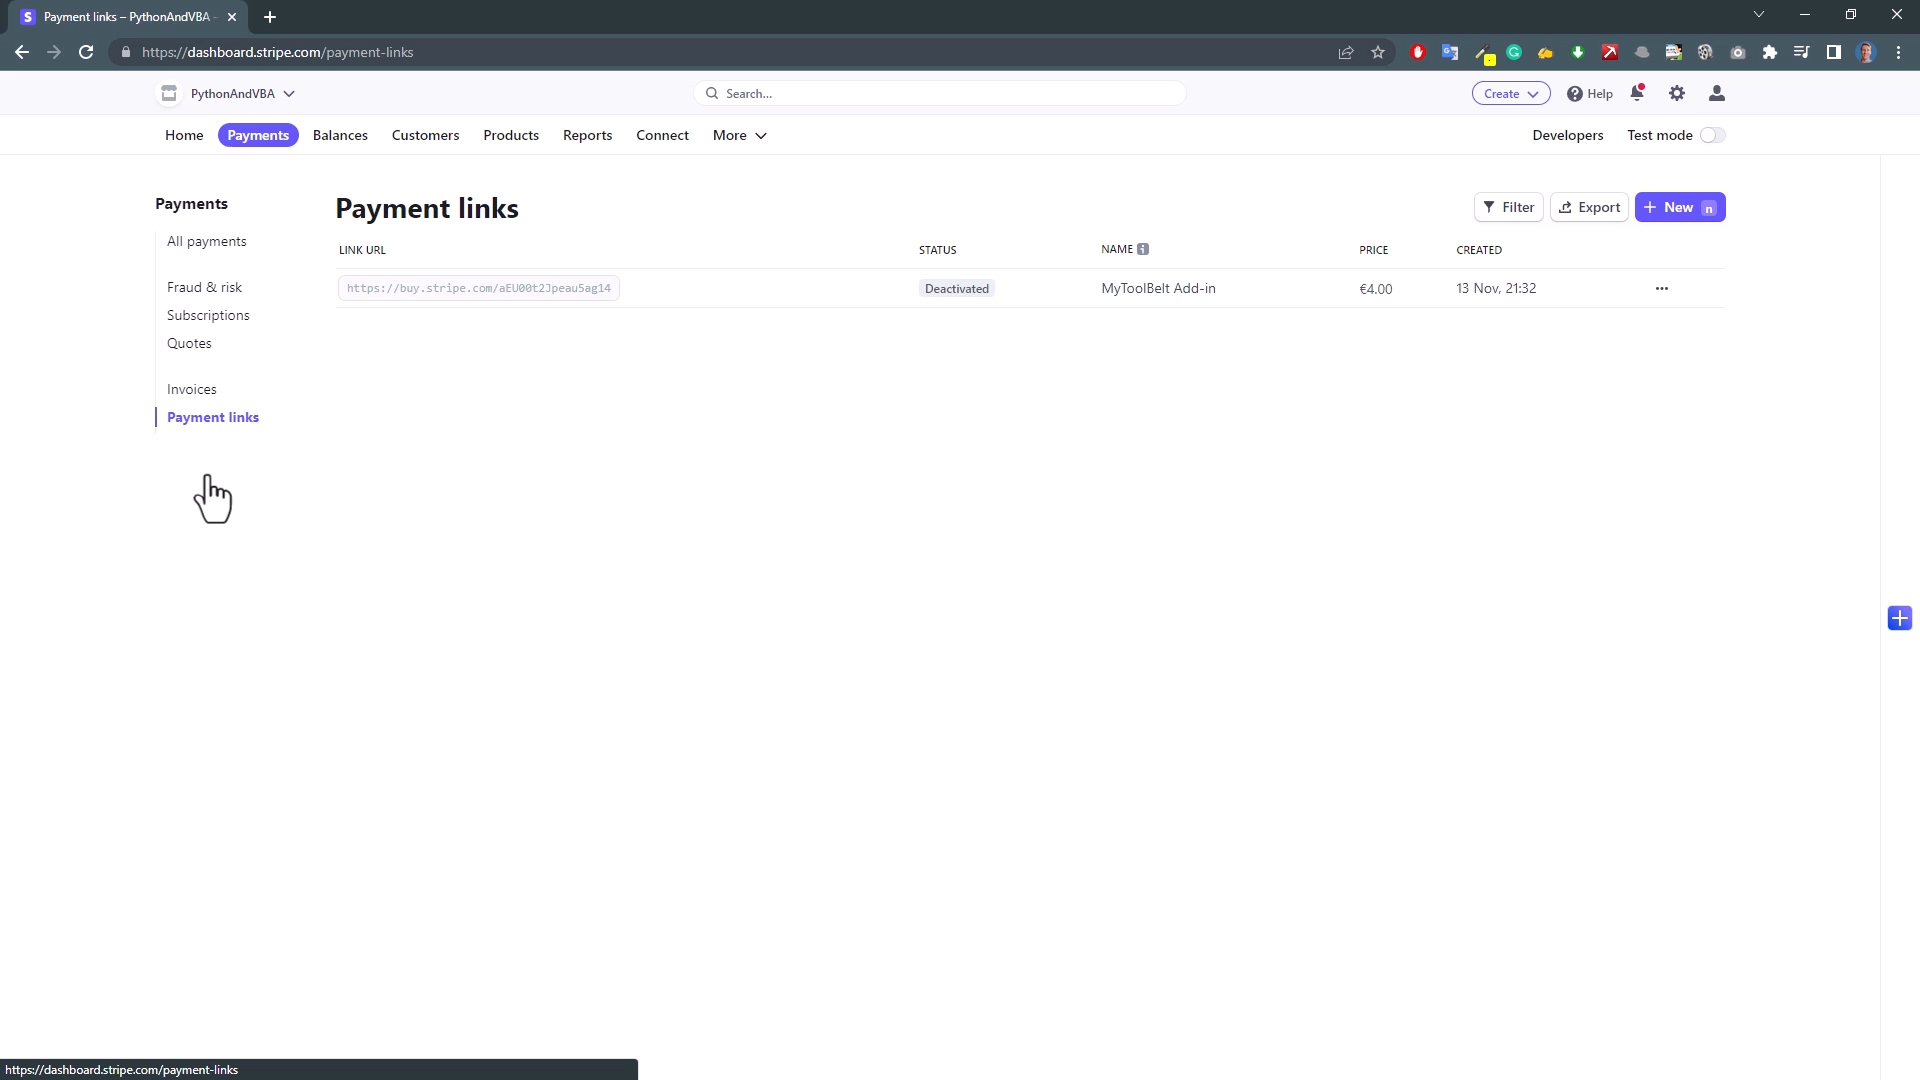 Payment links – PythonAndVBA -
https://dashboard.stripe.com/payment-links
PythonAndVBA
Search...
Create
Help
Home
Payments
Balances
Customers
Products
Reports
Connect
More
Developers
Test mode
Payments
All payments
Fraud & risk
Subscriptions
Quotes
Invoices
Payment links
Payment links
Filter
Export
New n
LINK URL
STATUS
NAME
PRICE
CREATED
https://buy.stripe.com/aEU00t2Jpeau5ag14
Deactivated
MyToolBelt Add-in
€4.00
13 Nov, 21:32
https://dashboard.stripe.com/payment-links